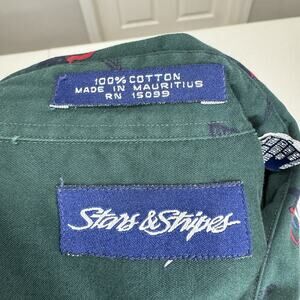 100% COTTON
MADE IN MAURITIUS
RN 15099
Stars & Stripes